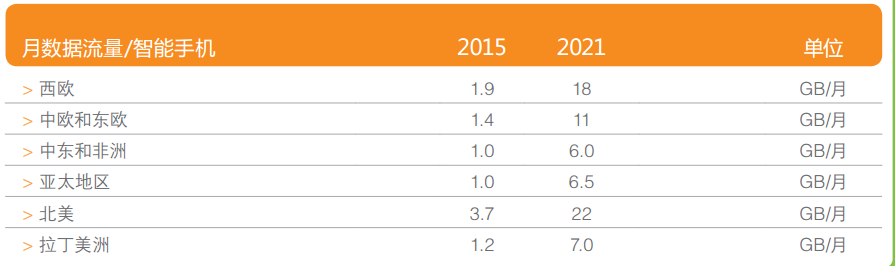 月数据流量/智能手机 2015 2021 单位
> 西欧 1.9 18 GB/月
> 中欧和东欧 1.4 11 GB/月
> 中东和非洲 1.0 6.0 GB/月
> 亚太地区 1.0 6.5 GB/月
> 北美 3.7 22 GB/月
> 拉丁美洲 1.2 7.0 GB/月